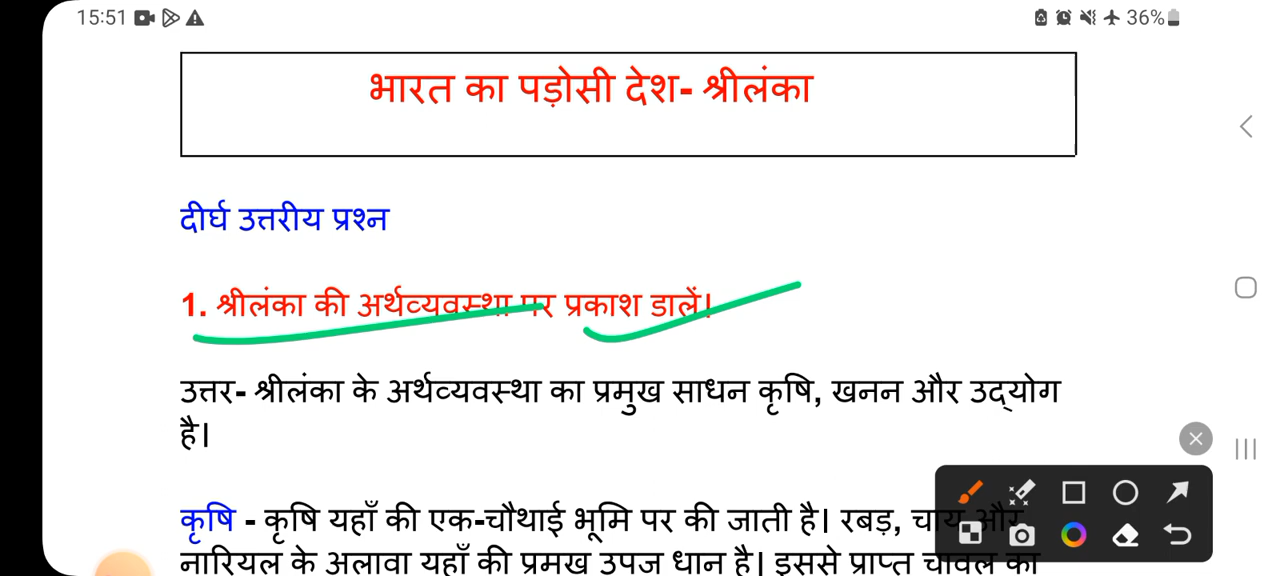 15:51
36%
भारत का पड़ोसी देश- श्रीलंका
दीर्घ उत्तरीय प्रश्न
1. श्रीलंका की अर्थव्यवस्था पर प्रकाश डालें।
उत्तर- श्रीलंका के अर्थव्यवस्था का प्रमुख साधन कृषि, खनन और उद्योग
है।
कृषि - कृषि यहाँ की एक-चौथाई भूमि पर की जाती है। रबड़, चाय और
नारियल के अलावा यहाँ की प्रमुख उपज धान है। इससे प्राप्त चावल का